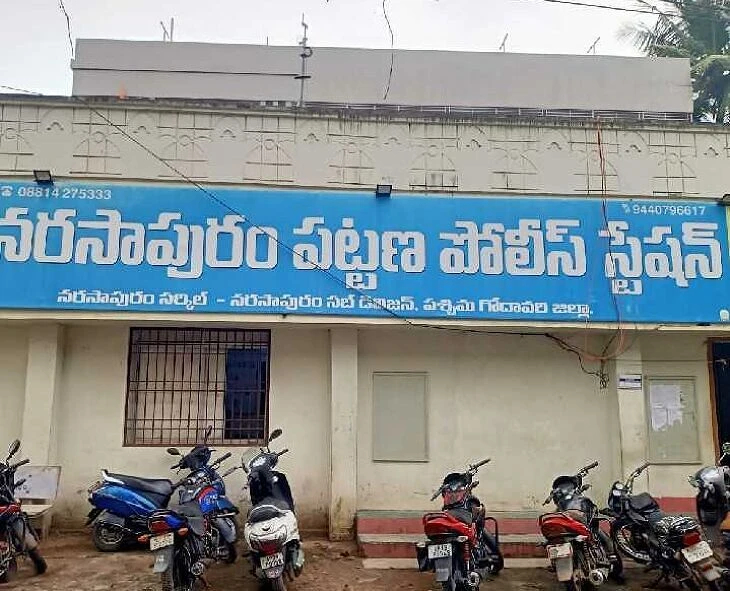 08814 275333
9440796617
నరసాపురం పట్టణ పోలీస్ స్టేషన్
నరసాపురం సర్కిల్ - నరసాపురం సబ్ డివిజన్, పశ్చిమ గోదావరి జిల్లా.